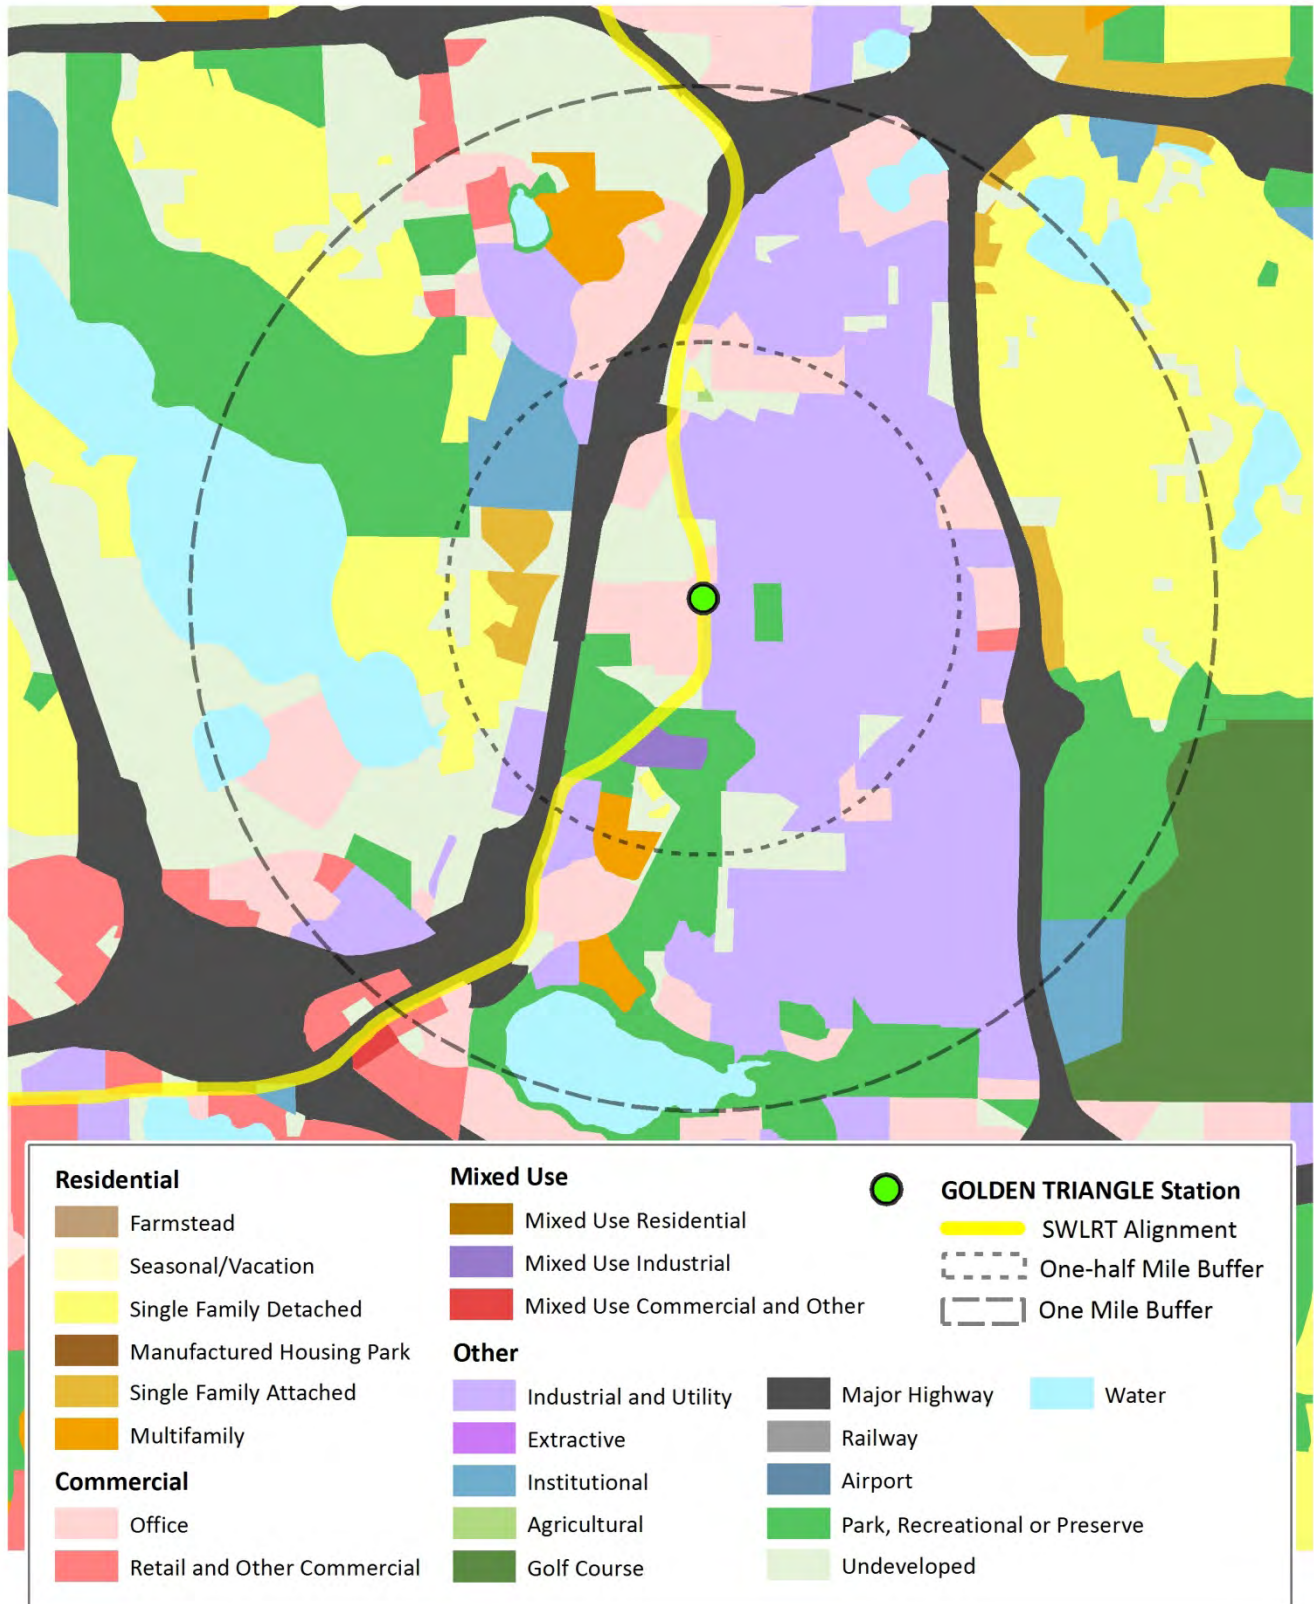 Residential
Farmstead
Seasonal/Vacation
Single Family Detached
Manufactured Housing Park
Single Family Attached
Multifamily
Commercial
Office
Retail and Other Commercial
Mixed Use
Mixed Use Residential
Mixed Use Industrial
Mixed Use Commercial and Other
Other
Industrial and Utility
Extractive
Institutional
Agricultural
Golf Course
Major Highway
Railway
Airport
Park, Recreational or Preserve
Undeveloped
Water
GOLDEN TRIANGLE Station
SWLRT Alignment
One-half Mile Buffer
One Mile Buffer